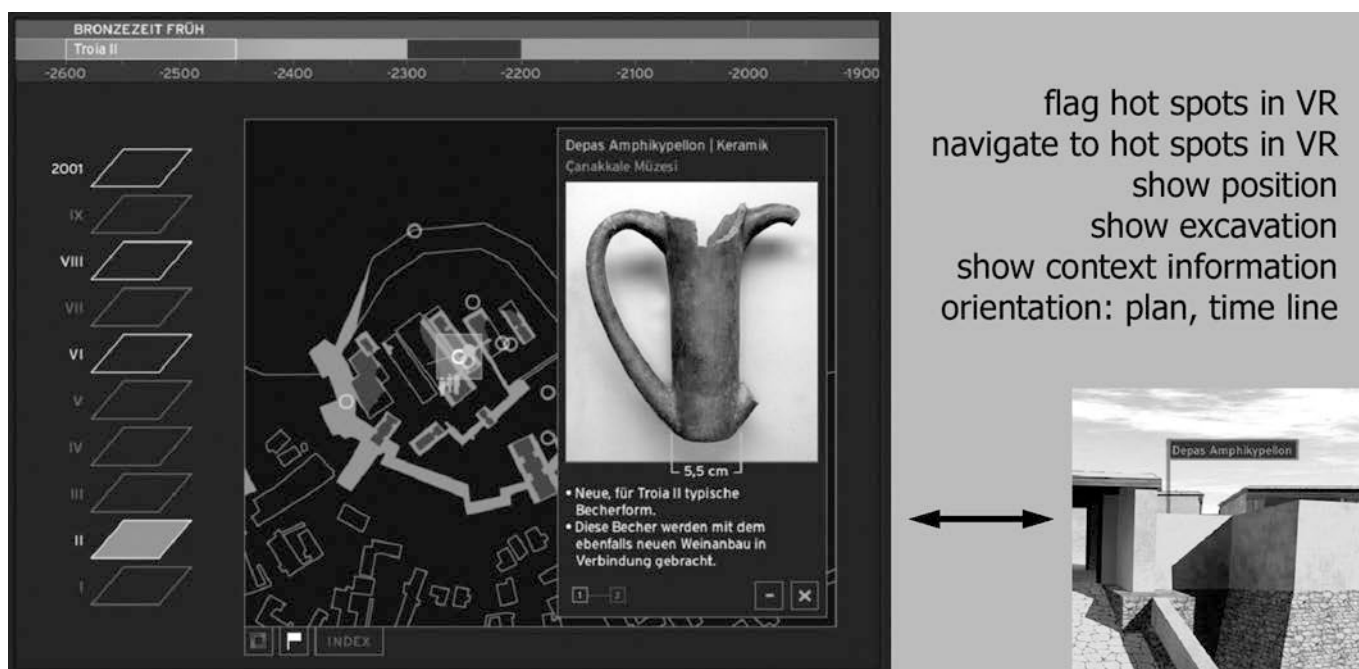 BRONZEZEIT FRÜH
Troia II
-2600 -2500 -2400 -2300 -2200 -2100 -2000 -1900
2001
IX
VIII
VII
VI
V
IV
III
II
I
Depas Amphikypellon | Keramik
Çanakkale Müzesi
5,5 cm
• Neue, für Troia II typische
Becherform.
• Diese Becher werden mit dem
ebenfalls neuen Weinanbau in
Verbindung gebracht.
1 2
INDEX
flag hot spots in VR
navigate to hot spots in VR
show position
show excavation
show context information
orientation: plan, time line
Depas Amphikypellon